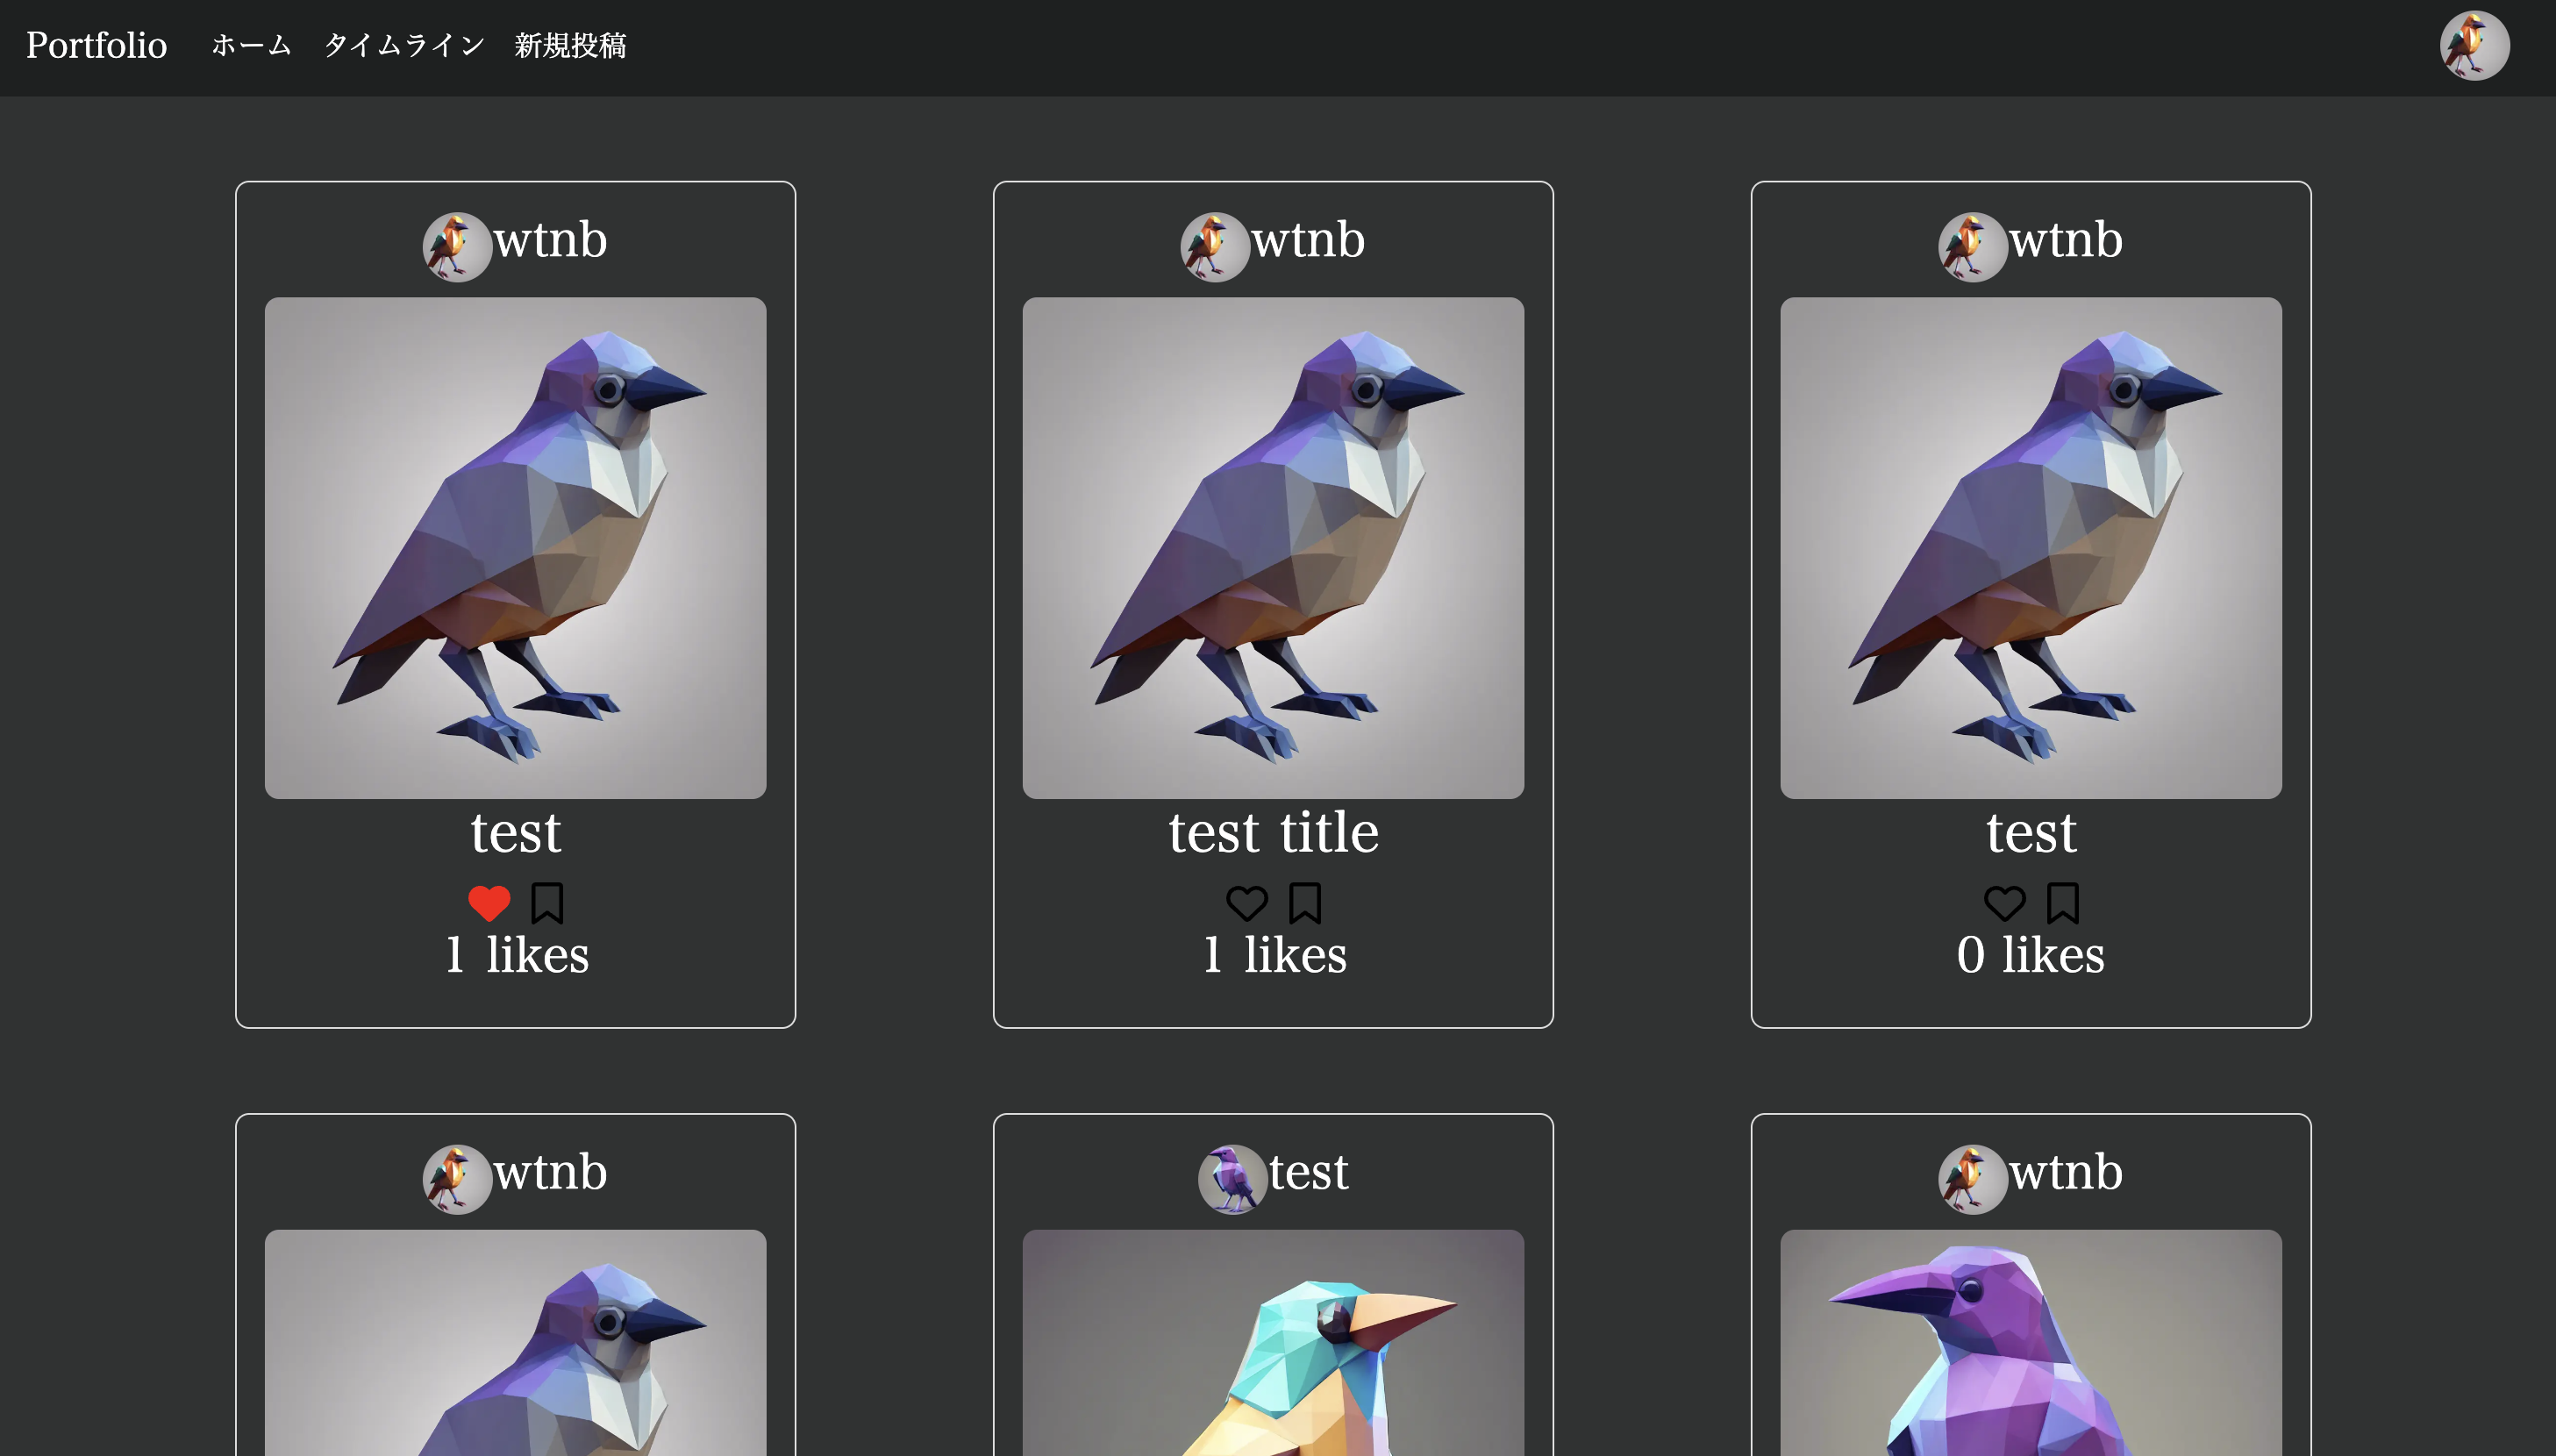 Portfolio ホーム タイムライン 新規投稿
wtnb
test
1 likes
wtnb
test title
1 likes
wtnb
test
0 likes
wtnb
test
wtnb